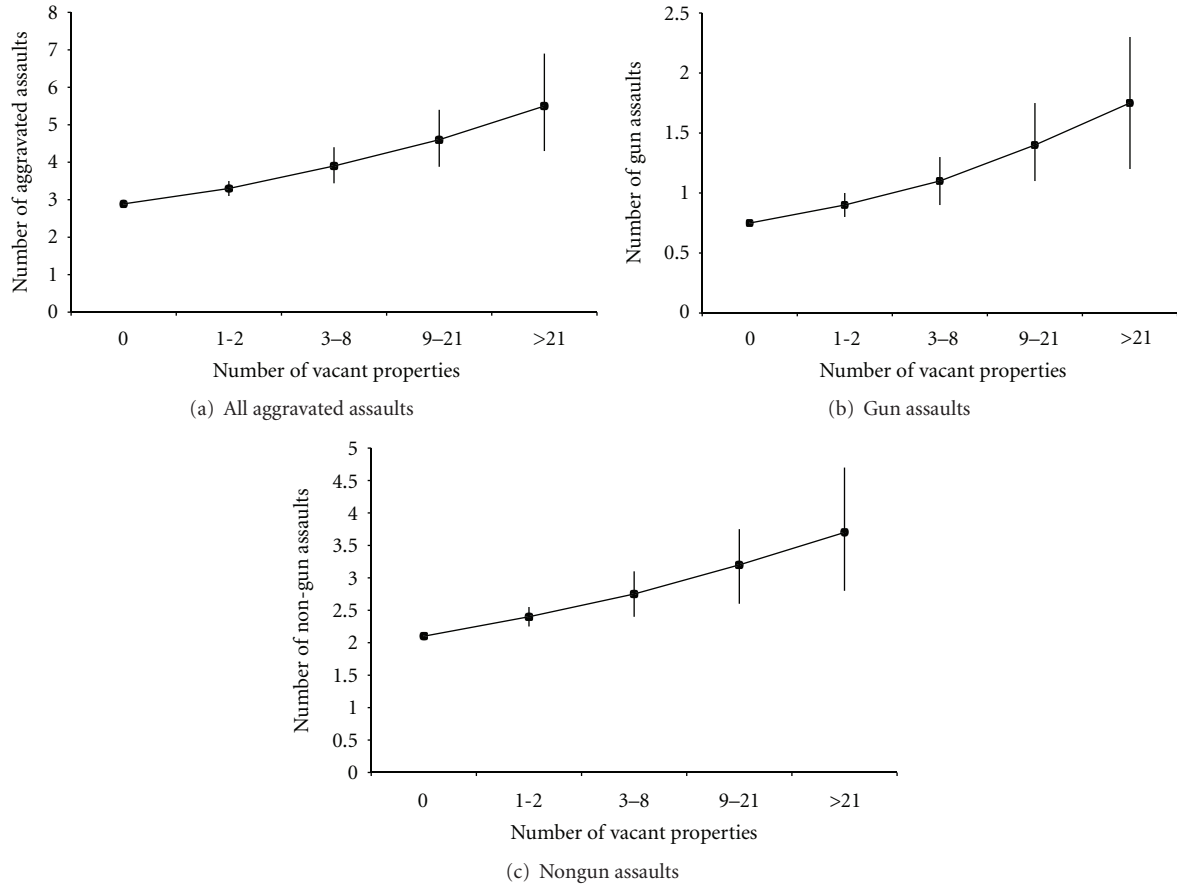 Number of aggravated assaults
8
7
6
5
4
3
2
1
0
0 1-2 3–8 9–21 >21
Number of vacant properties
(a) All aggravated assaults
Number of gun assaults
2.5
2
1.5
1
0.5
0
0 1-2 3–8 9–21 >21
Number of vacant properties
(b) Gun assaults
Number of non-gun assaults
5
4.5
4
3.5
3
2.5
2
1.5
1
0.5
0
0 1-2 3–8 9–21 >21
Number of vacant properties
(c) Nongun assaults